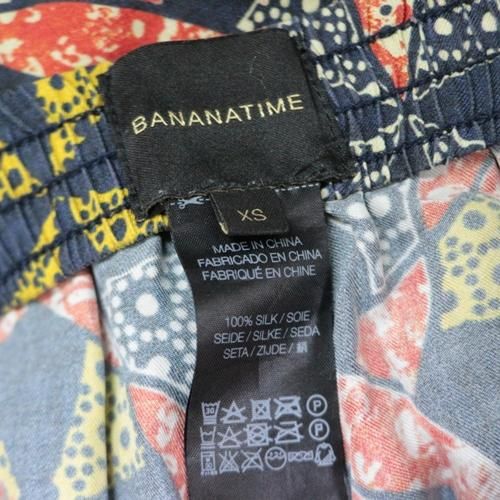 BANANATIME
XS
MADE IN CHINA
FABRICADO EN CHINA
FABRIQUÉ EN CHINE
100% SILK / SOIE
SEIDE / SILKE / SEDA
SETA / ZIJDE / 絹